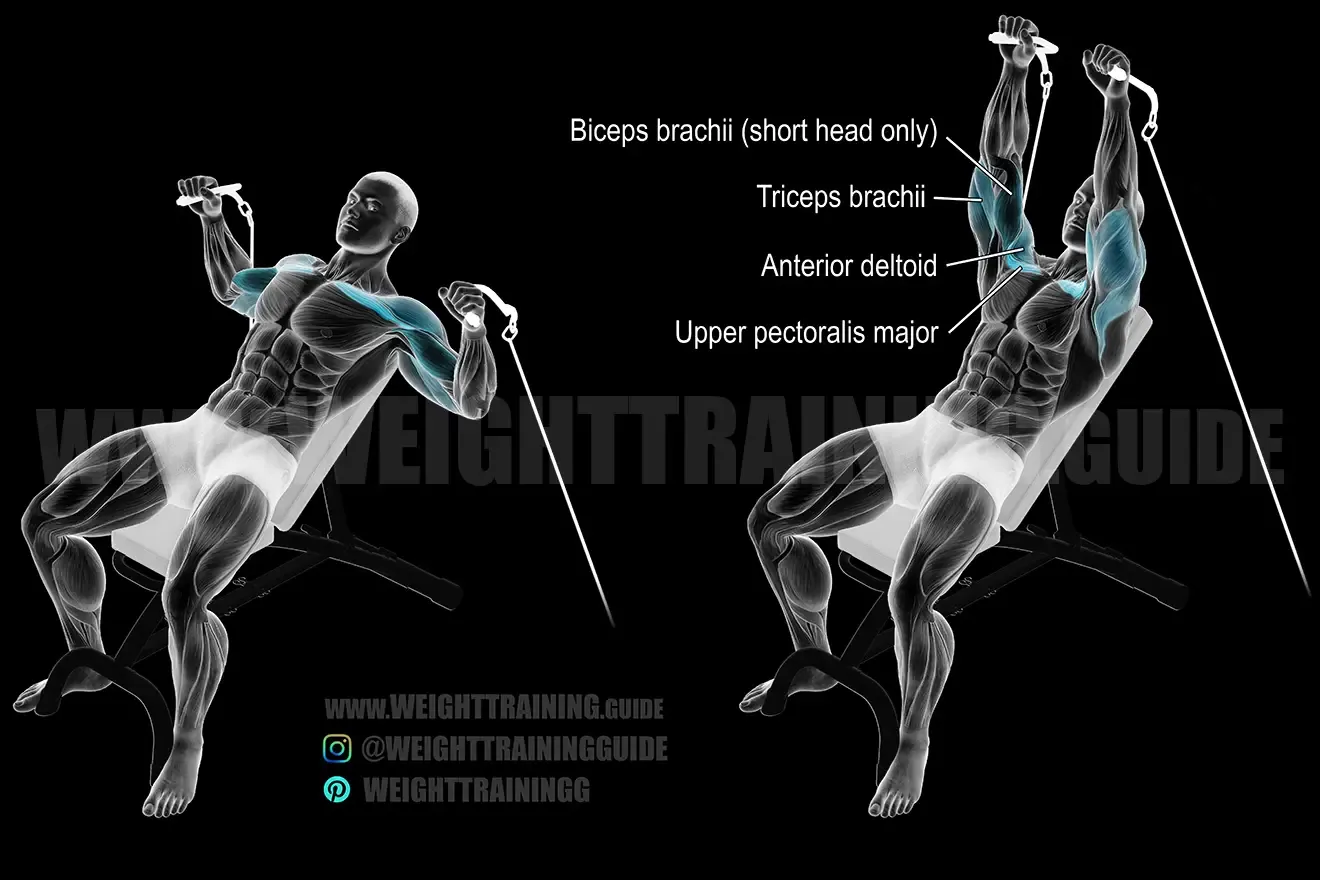 Biceps brachii (short head only)
Triceps brachii
Anterior deltoid
Upper pectoralis major
WWW.WEIGHTTRAINING.GUIDE
www.WEIGHTTRAINING.GUIDE
@WEIGHTTRAININGGUIDE
WEIGHTTRAININGG